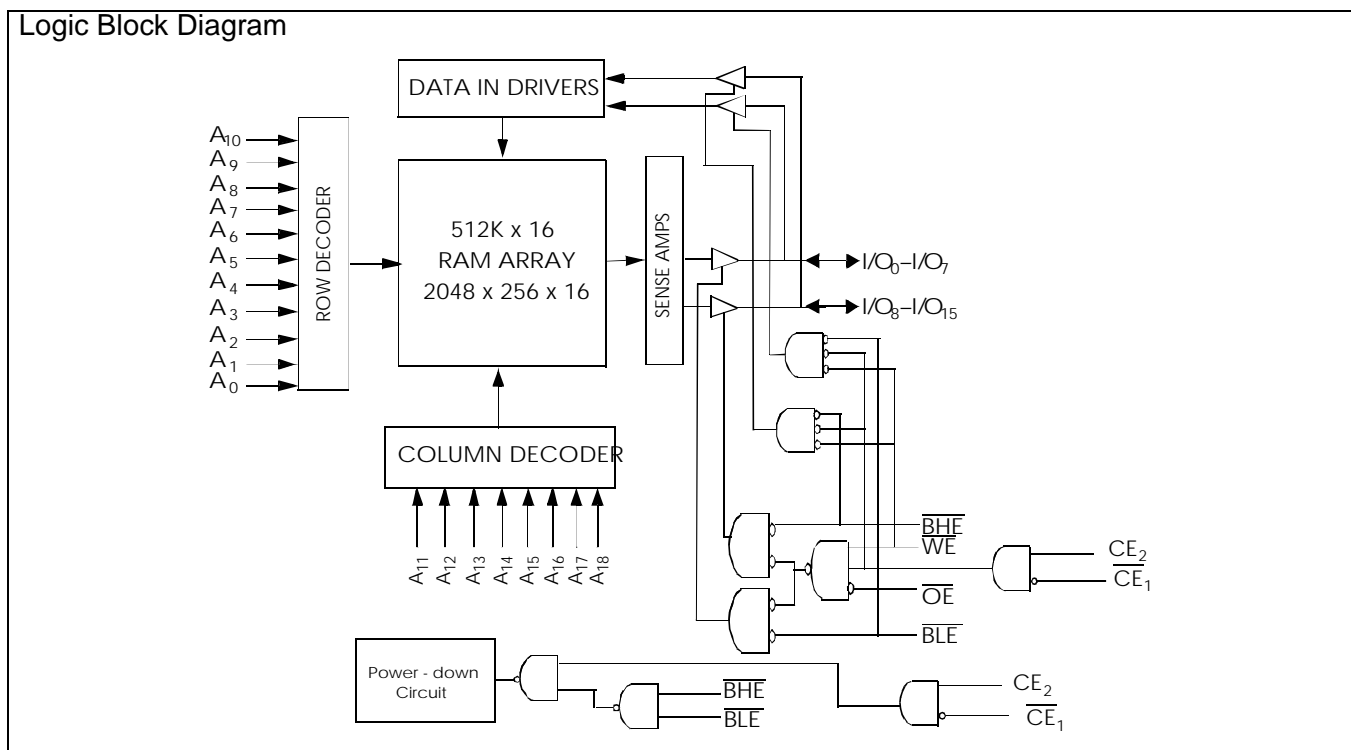 Logic Block Diagram
DATA IN DRIVERS
A10
A9
A8
A7
A6
A5
A4
A3
A2
A1
A0
ROW DECODER
512K x 16
RAM ARRAY
2048 x 256 x 16
SENSE AMPS
I/O0–I/O7
I/O8–I/O15
COLUMN DECODER
A11
A12
A13
A14
A15
A16
A17
A18
BHE
WE
OE
BLE
CE2
CE1
Power - down
Circuit
BHE
BLE
CE2
CE1